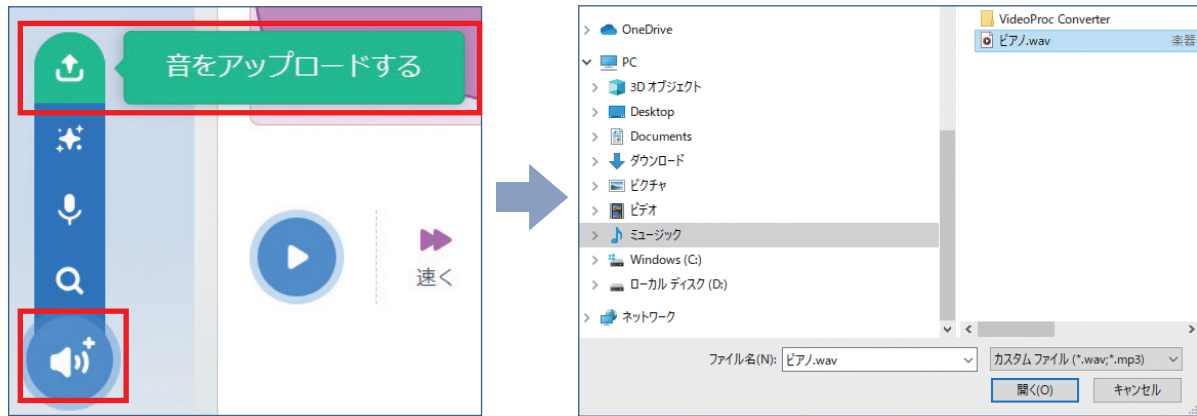 音をアップロードする
速く
OneDrive
PC
3D オブジェクト
Desktop
Documents
ダウンロード
ピクチャ
ビデオ
ミュージック
Windows (C:)
ローカル ディスク (D:)
ネットワーク
VideoProc Converter
ピアノ.wav 楽器
ファイル名(N): ピアノ.wav カスタム ファイル (*.wav;*.mp3)
開く(O) キャンセル